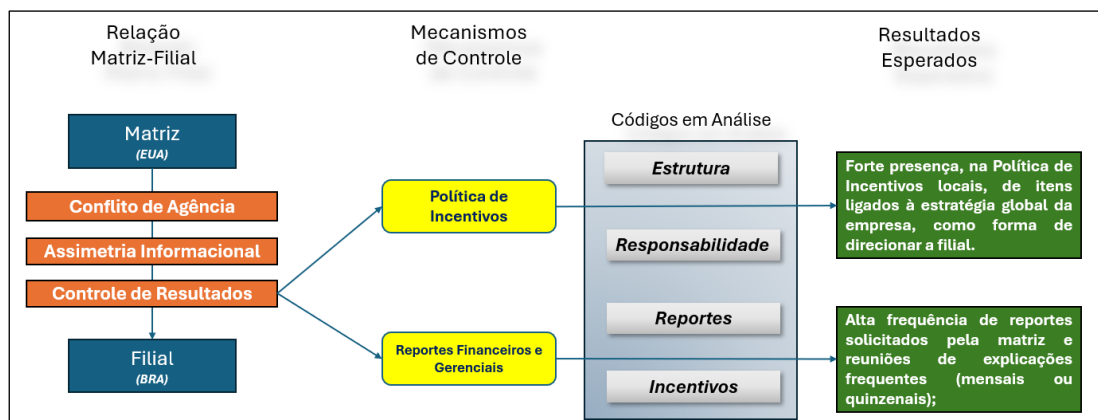 Relação
Matriz-Filial
Mecanismos
de Controle
Resultados
Esperados
Matriz
(EUA)
Conflito de Agência
Assimetria Informacional
Controle de Resultados
Filial
(BRA)
Política de
Incentivos
Reportes Financeiros e
Gerenciais
Códigos em Análise
Estrutura
Responsabilidade
Reportes
Incentivos
Forte presença, na Política de
Incentivos locais, de itens
ligados à estratégia global da
empresa, como forma de
direcionar a filial.
Alta frequência de reportes
solicitados pela matriz e
reuniões de explicações
frequentes (mensais ou
quinzenais);